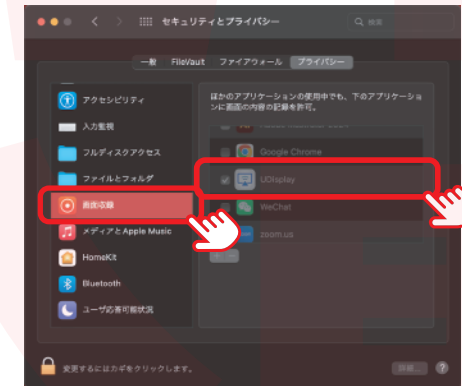 セキュリティとプライバシー
検索
一般 FileVault ファイアウォール プライバシー
アクセシビリティ
入力監視
フルディスクアクセス
ファイルとフォルダ
画面収録
メディアとApple Music
HomeKit
Bluetooth
ユーザ応答可能状況
ほかのアプリケーションの使用中でも、下のアプリケーショ
ンに画面の内容の記録を許可。
Google Chrome
UDisplay
WeChat
zoom.us
変更するにはカギをクリックします。
詳細...
?